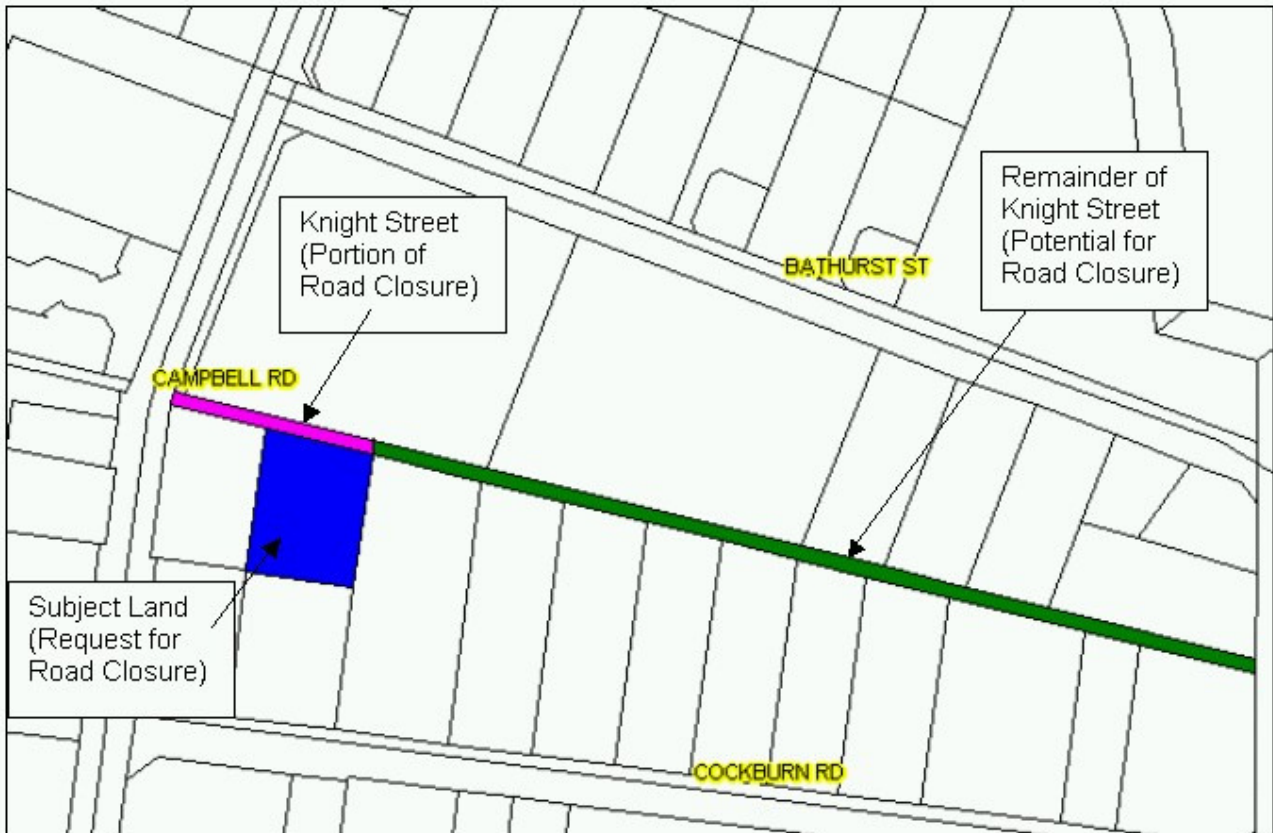 Knight Street
(Portion of
Road Closure)
Remainder of
Knight Street
(Potential for
Road Closure)
BATHURST ST
CAMPBELL RD
Subject Land
(Request for
Road Closure)
COCKBURN RD